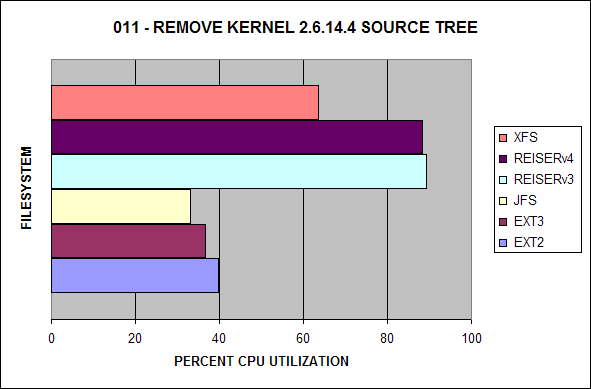 011 - REMOVE KERNEL 2.6.14.4 SOURCE TREE
FILESYSTEM
XFS
REISERv4
REISERv3
JFS
EXT3
EXT2
0 20 40 60 80 100
PERCENT CPU UTILIZATION